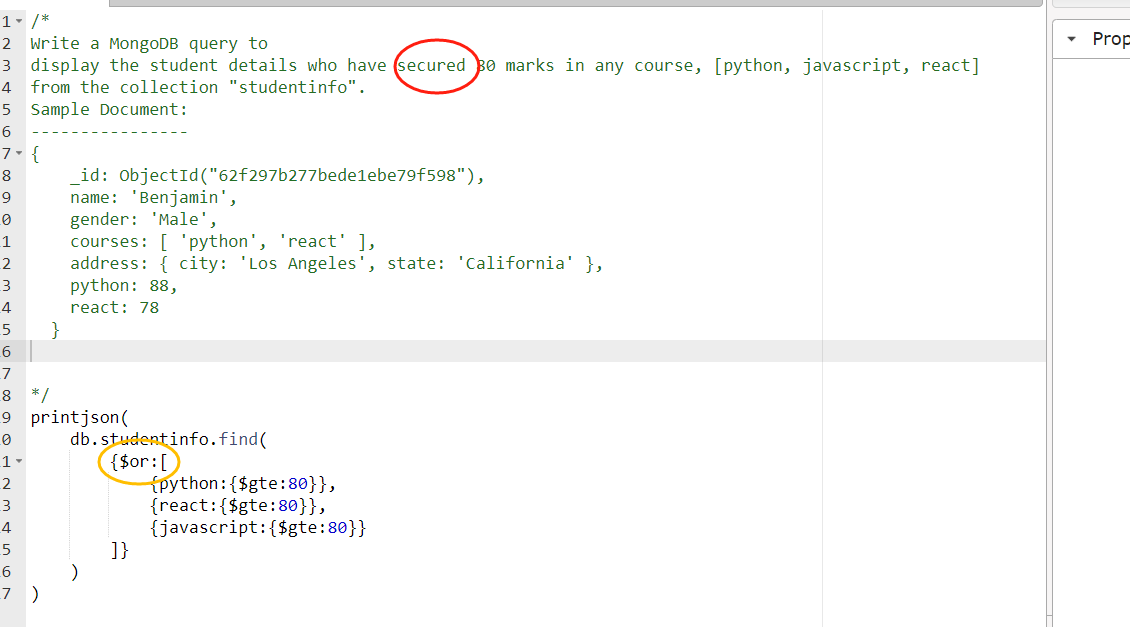 1 /*
2 Write a MongoDB query to
3 display the student details who have secured 80 marks in any course, [python, javascript, react]
4 from the collection "studentinfo".
5 Sample Document:
6 ----------------
7 {
8 _id: ObjectId("62f297b277bede1ebe79f598"),
9 name: 'Benjamin',
0 gender: 'Male',
1 courses: [ 'python', 'react' ],
2 address: { city: 'Los Angeles', state: 'California' },
3 python: 88,
4 react: 78
5 }
6
7
8 */
9 printjson(
0 db.studentinfo.find(
1 {$or:[
2 {python:{$gte:80}},
3 {react:{$gte:80}},
4 {javascript:{$gte:80}}
5 ]}
6 )
7 )
Prop